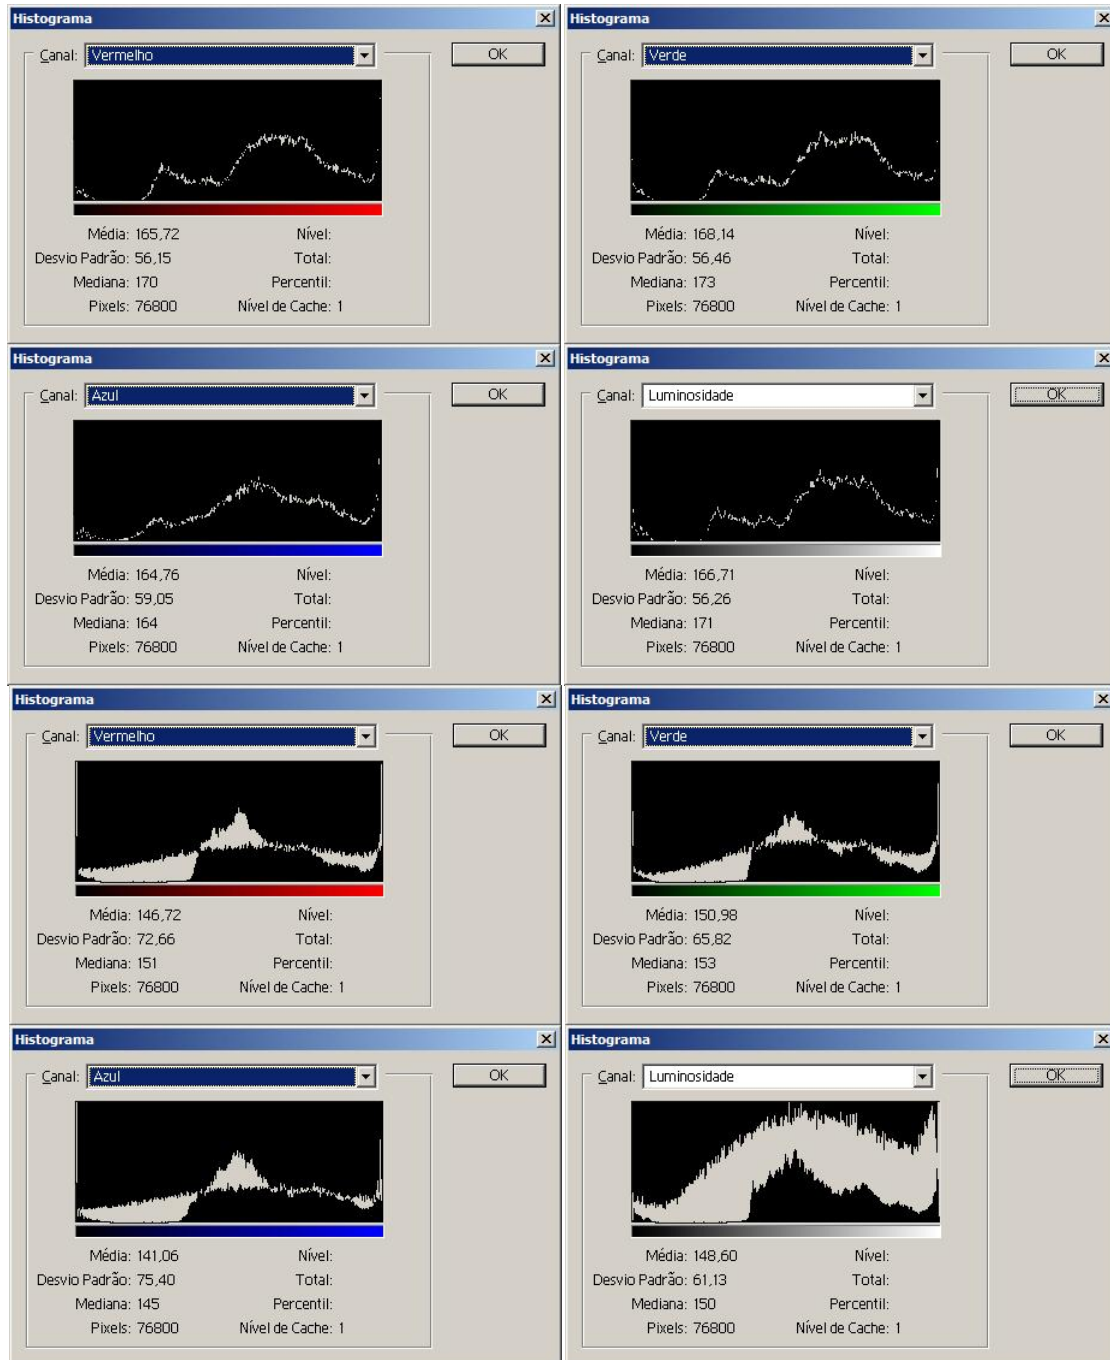 Histograma
Canal: Vermelho OK
Média: 165,72 Nível:
Desvio Padrão: 56,15 Total:
Mediana: 170 Percentil:
Pixels: 76800 Nível de Cache: 1
Histograma
Canal: Verde OK
Média: 168,14 Nível:
Desvio Padrão: 56,46 Total:
Mediana: 173 Percentil:
Pixels: 76800 Nível de Cache: 1
Histograma
Canal: Azul OK
Média: 164,76 Nível:
Desvio Padrão: 59,05 Total:
Mediana: 164 Percentil:
Pixels: 76800 Nível de Cache: 1
Histograma
Canal: Luminosidade OK
Média: 166,71 Nível:
Desvio Padrão: 56,26 Total:
Mediana: 171 Percentil:
Pixels: 76800 Nível de Cache: 1
Histograma
Canal: Vermelho OK
Média: 146,72 Nível:
Desvio Padrão: 72,66 Total:
Mediana: 151 Percentil:
Pixels: 76800 Nível de Cache: 1
Histograma
Canal: Verde OK
Média: 150,98 Nível:
Desvio Padrão: 65,82 Total:
Mediana: 153 Percentil:
Pixels: 76800 Nível de Cache: 1
Histograma
Canal: Azul OK
Média: 141,06 Nível:
Desvio Padrão: 75,40 Total:
Mediana: 145 Percentil:
Pixels: 76800 Nível de Cache: 1
Histograma
Canal: Luminosidade OK
Média: 148,60 Nível:
Desvio Padrão: 61,13 Total:
Mediana: 150 Percentil:
Pixels: 76800 Nível de Cache: 1